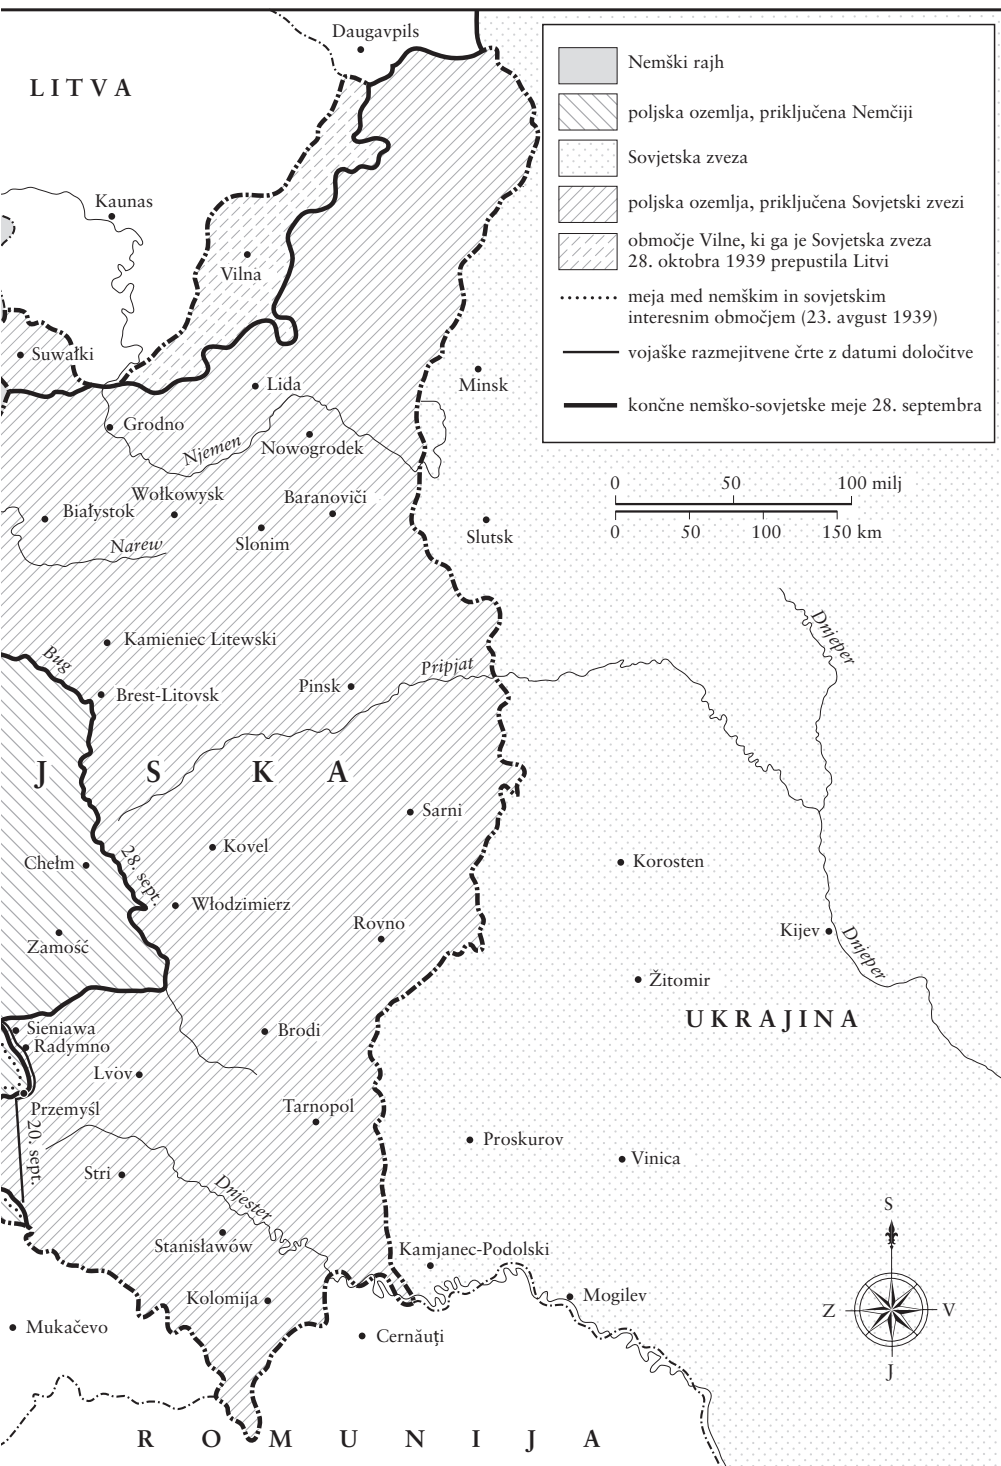 Daugavpils
LITVA
Kaunas
Vilna
Suwałki
Lida
Minsk
Grodno
Njemen
Nowogrodek
Wołkowysk
Białystok
Baranoviči
Narew
Slonim
Slutsk
Kamieniec Litewski
Bug
Brest-Litovsk
Pinsk
Pripjat
Dnjeper
J S K A
Sarni
Kovel
Chełm
28. sept.
Włodzimierz
Korosten
Rovno
Zamość
Kijev
Dnjeper
Žitomir
UKRAJINA
Sieniawa
Radymno
Brodi
Lvov
Przemyśl
20. sept.
Tarnopol
Proskurov
Vinica
Stri
Dnjester
Stanisławów
Kamjanec-Podolski
Kolomija
Mogilev
Mukačevo
Cernăuţi
ROMUNIJA
Nemški rajh
poljska ozemlja, priključena Nemčiji
Sovjetska zveza
poljska ozemlja, priključena Sovjetski zvezi
območje Vilne, ki ga je Sovjetska zveza
28. oktobra 1939 prepustila Litvi
meja med nemškim in sovjetskim
interesnim območjem (23. avgust 1939)
vojaške razmejitvene črte z datumi določitve
končne nemško-sovjetske meje 28. septembra
0 50 100 milj
0 50 100 150 km
S
Z V
J